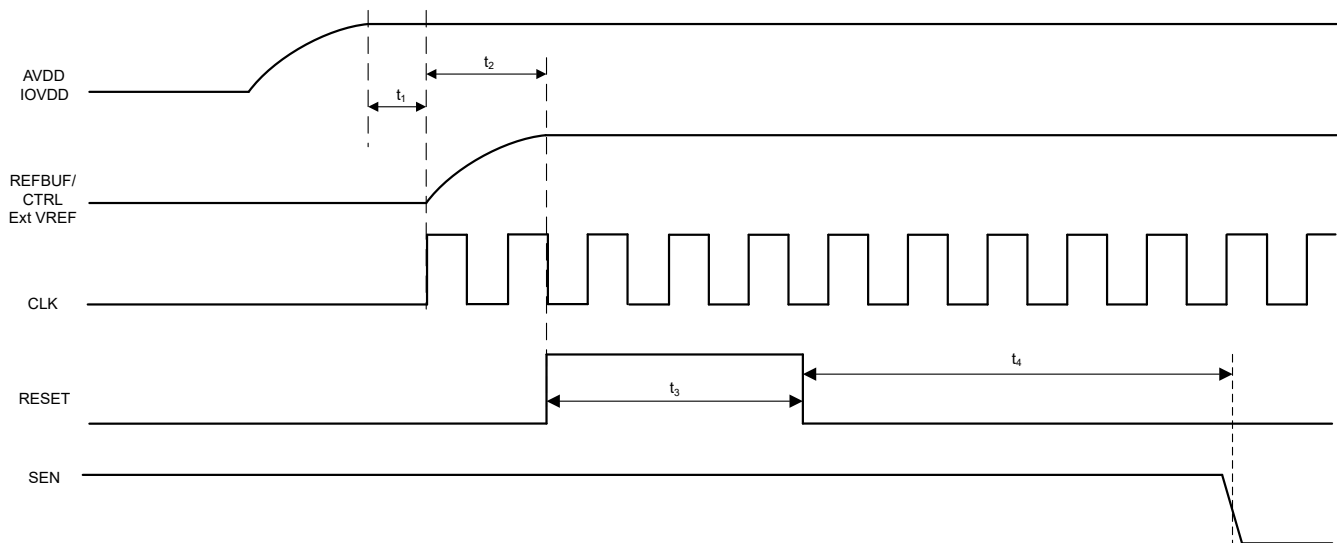 AVDD
IOVDD
t₁
t₂
REFBUF/
CTRL
Ext VREF
CLK
RESET
t₃
t₄
SEN